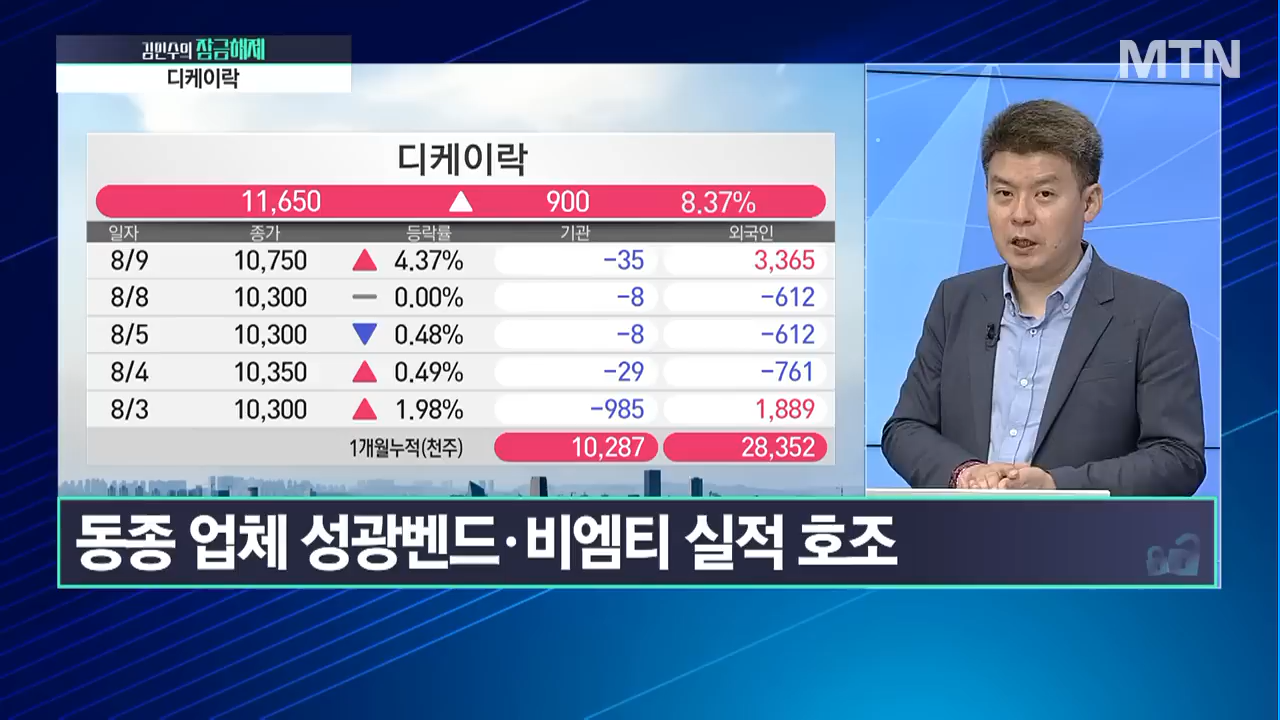 김민수의 잠금해제
MTN
디케이락
디케이락
11,650 ▲ 900 8.37%
일자 종가 등락률 기관 외국인
8/9 10,750 ▲ 4.37% -35 3,365
8/8 10,300 - 0.00% -8 -612
8/5 10,300 ▼ 0.48% -8 -612
8/4 10,350 ▲ 0.49% -29 -761
8/3 10,300 ▲ 1.98% -985 1,889
1개월누적(천주) 10,287 28,352
동종 업체 성광벤드·비엠티 실적 호조